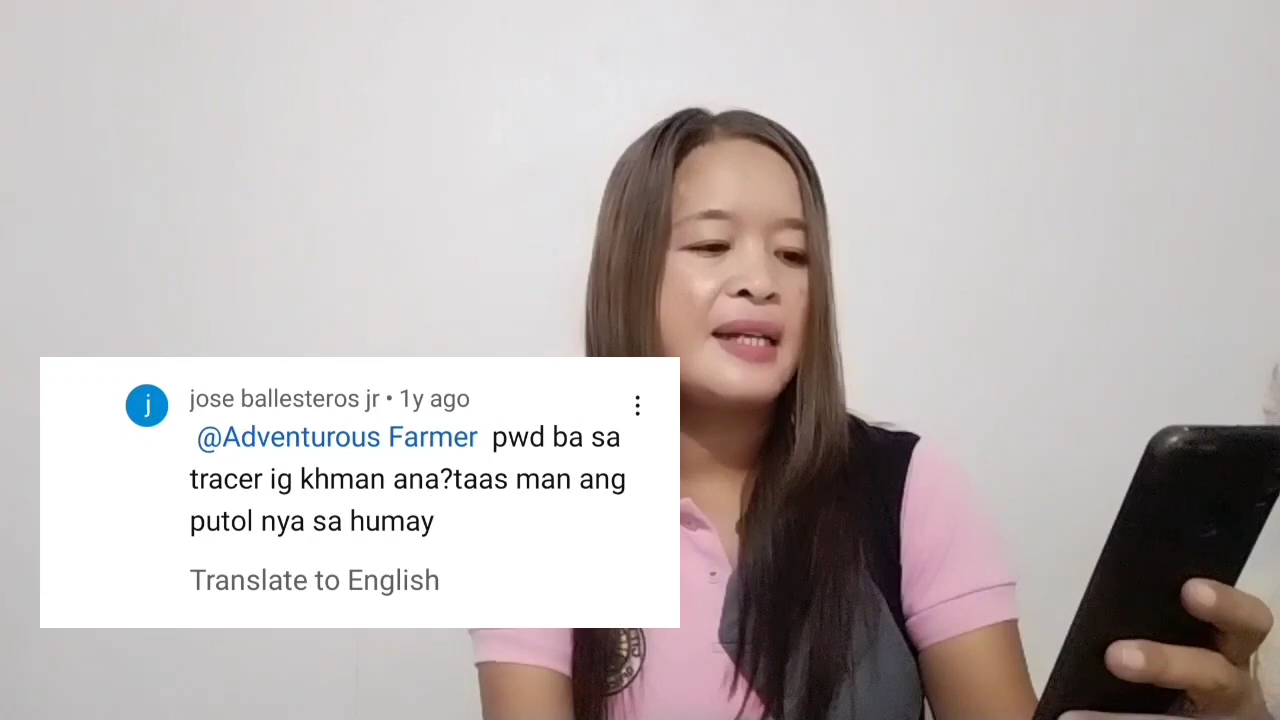 j
jose ballesteros jr • 1y ago
@Adventurous Farmer pwd ba sa
tracer ig khman ana?taas man ang
putol nya sa humay
Translate to English